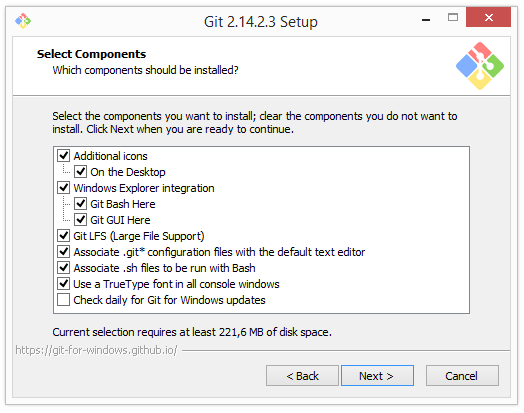 Git 2.14.2.3 Setup
Select Components
Which components should be installed?
Select the components you want to install; clear the components you do not want to
install. Click Next when you are ready to continue.
Additional icons
On the Desktop
Windows Explorer integration
Git Bash Here
Git GUI Here
Git LFS (Large File Support)
Associate .git* configuration files with the default text editor
Associate .sh files to be run with Bash
Use a TrueType font in all console windows
Check daily for Git for Windows updates
Current selection requires at least 221,6 MB of disk space.
https://git-for-windows.github.io/
< Back
Next >
Cancel